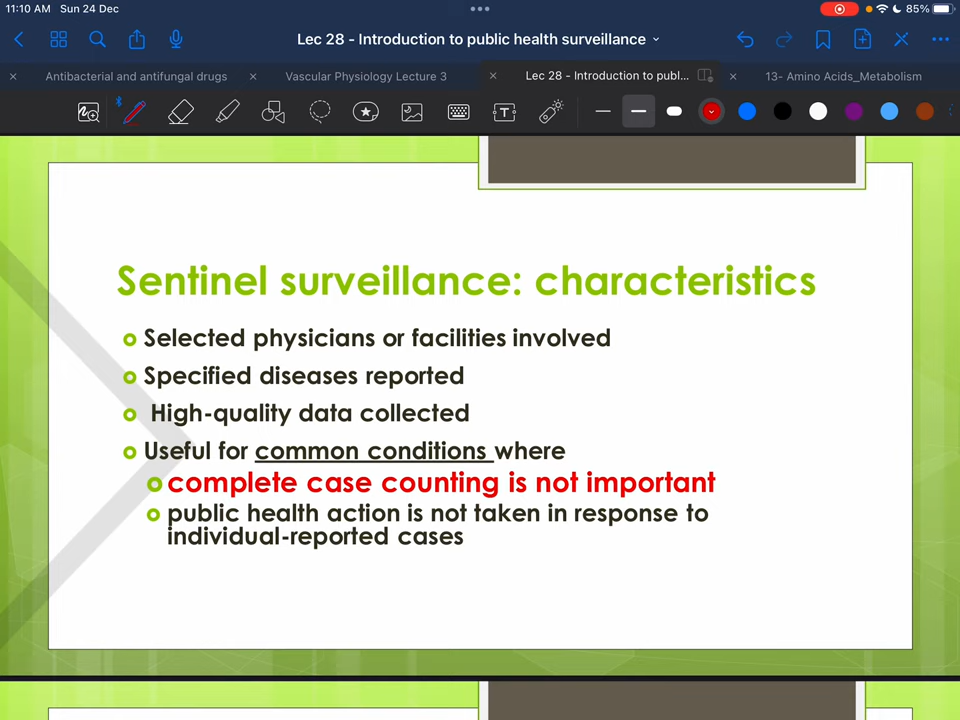 11:10 AM Sun 24 Dec
85%
Lec 28 - Introduction to public health surveillance
Antibacterial and antifungal drugs
Vascular Physiology Lecture 3
Lec 28 - Introduction to publ...
13- Amino Acids_Metabolism
Sentinel surveillance: characteristics
Selected physicians or facilities involved
Specified diseases reported
High-quality data collected
Useful for common conditions where
complete case counting is not important
public health action is not taken in response to
individual-reported cases